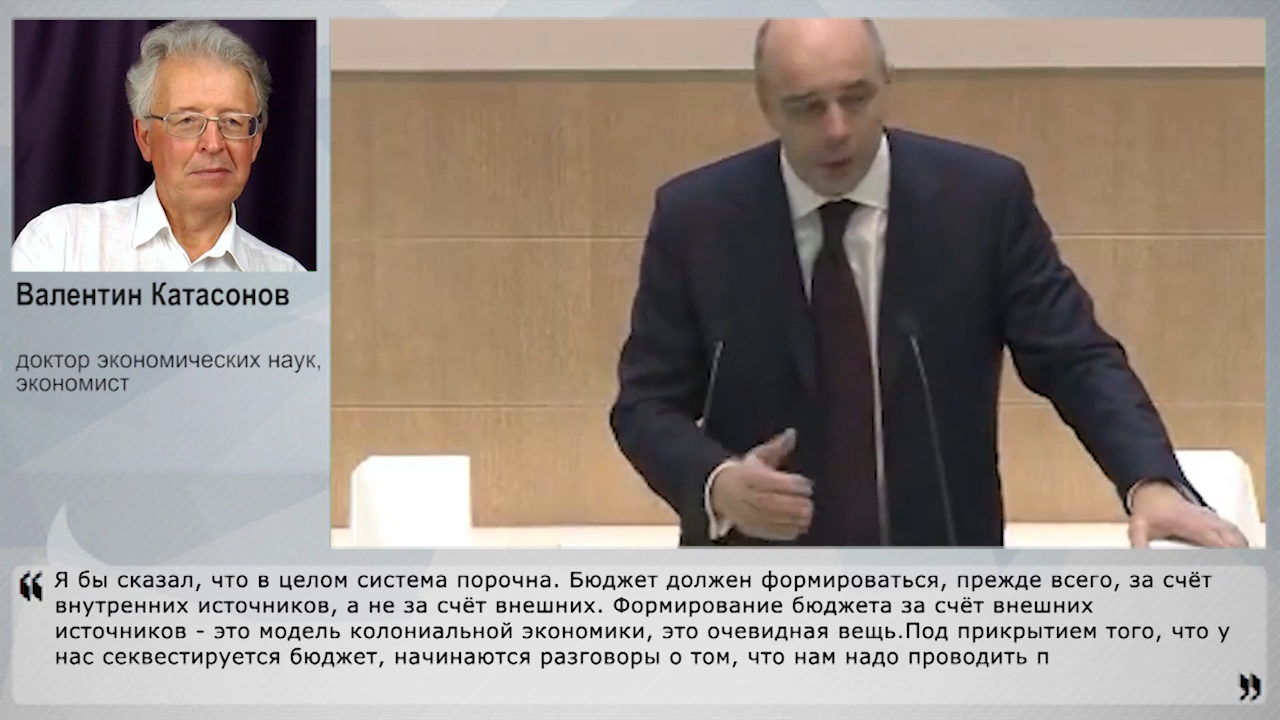 Валентин Катасонов
доктор экономических наук,
экономист
“ Я бы сказал, что в целом система порочна. Бюджет должен формироваться, прежде всего, за счёт
внутренних источников, а не за счёт внешних. Формирование бюджета за счёт внешних
источников - это модель колониальной экономики, это очевидная вещь.Под прикрытием того, что у
нас секвестируется бюджет, начинаются разговоры о том, что нам надо проводить п
”